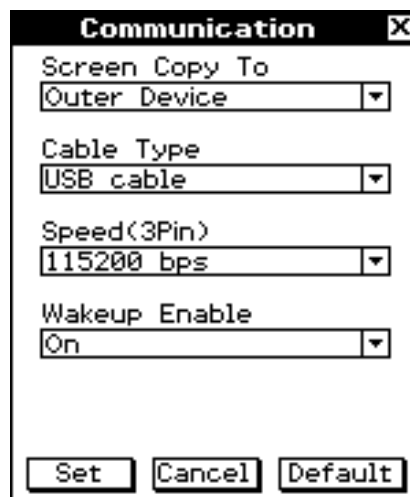 Communication X
Screen Copy To
Outer Device
Cable Type
USB cable
Speed(3Pin)
115200 bps
Wakeup Enable
On
Set Cancel Default